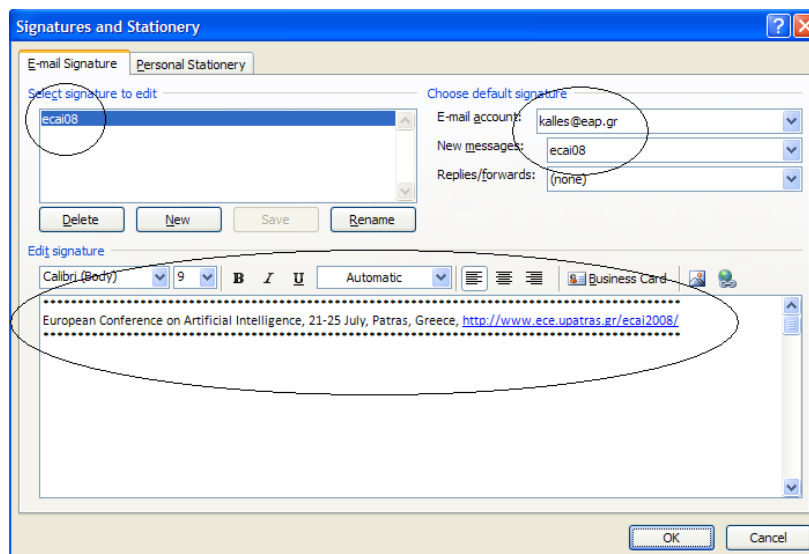 Signatures and Stationery
E-mail Signature Personal Stationery
Select signature to edit
ecai08
Delete New Save Rename
Choose default signature
E-mail account: kalles@eap.gr
New messages: ecai08
Replies/forwards: (none)
Edit signature
Calibri (Body) 9 B I U Automatic Business Card
European Conference on Artificial Intelligence, 21-25 July, Patras, Greece, http://www.ece.upatras.gr/ecai2008/
OK Cancel